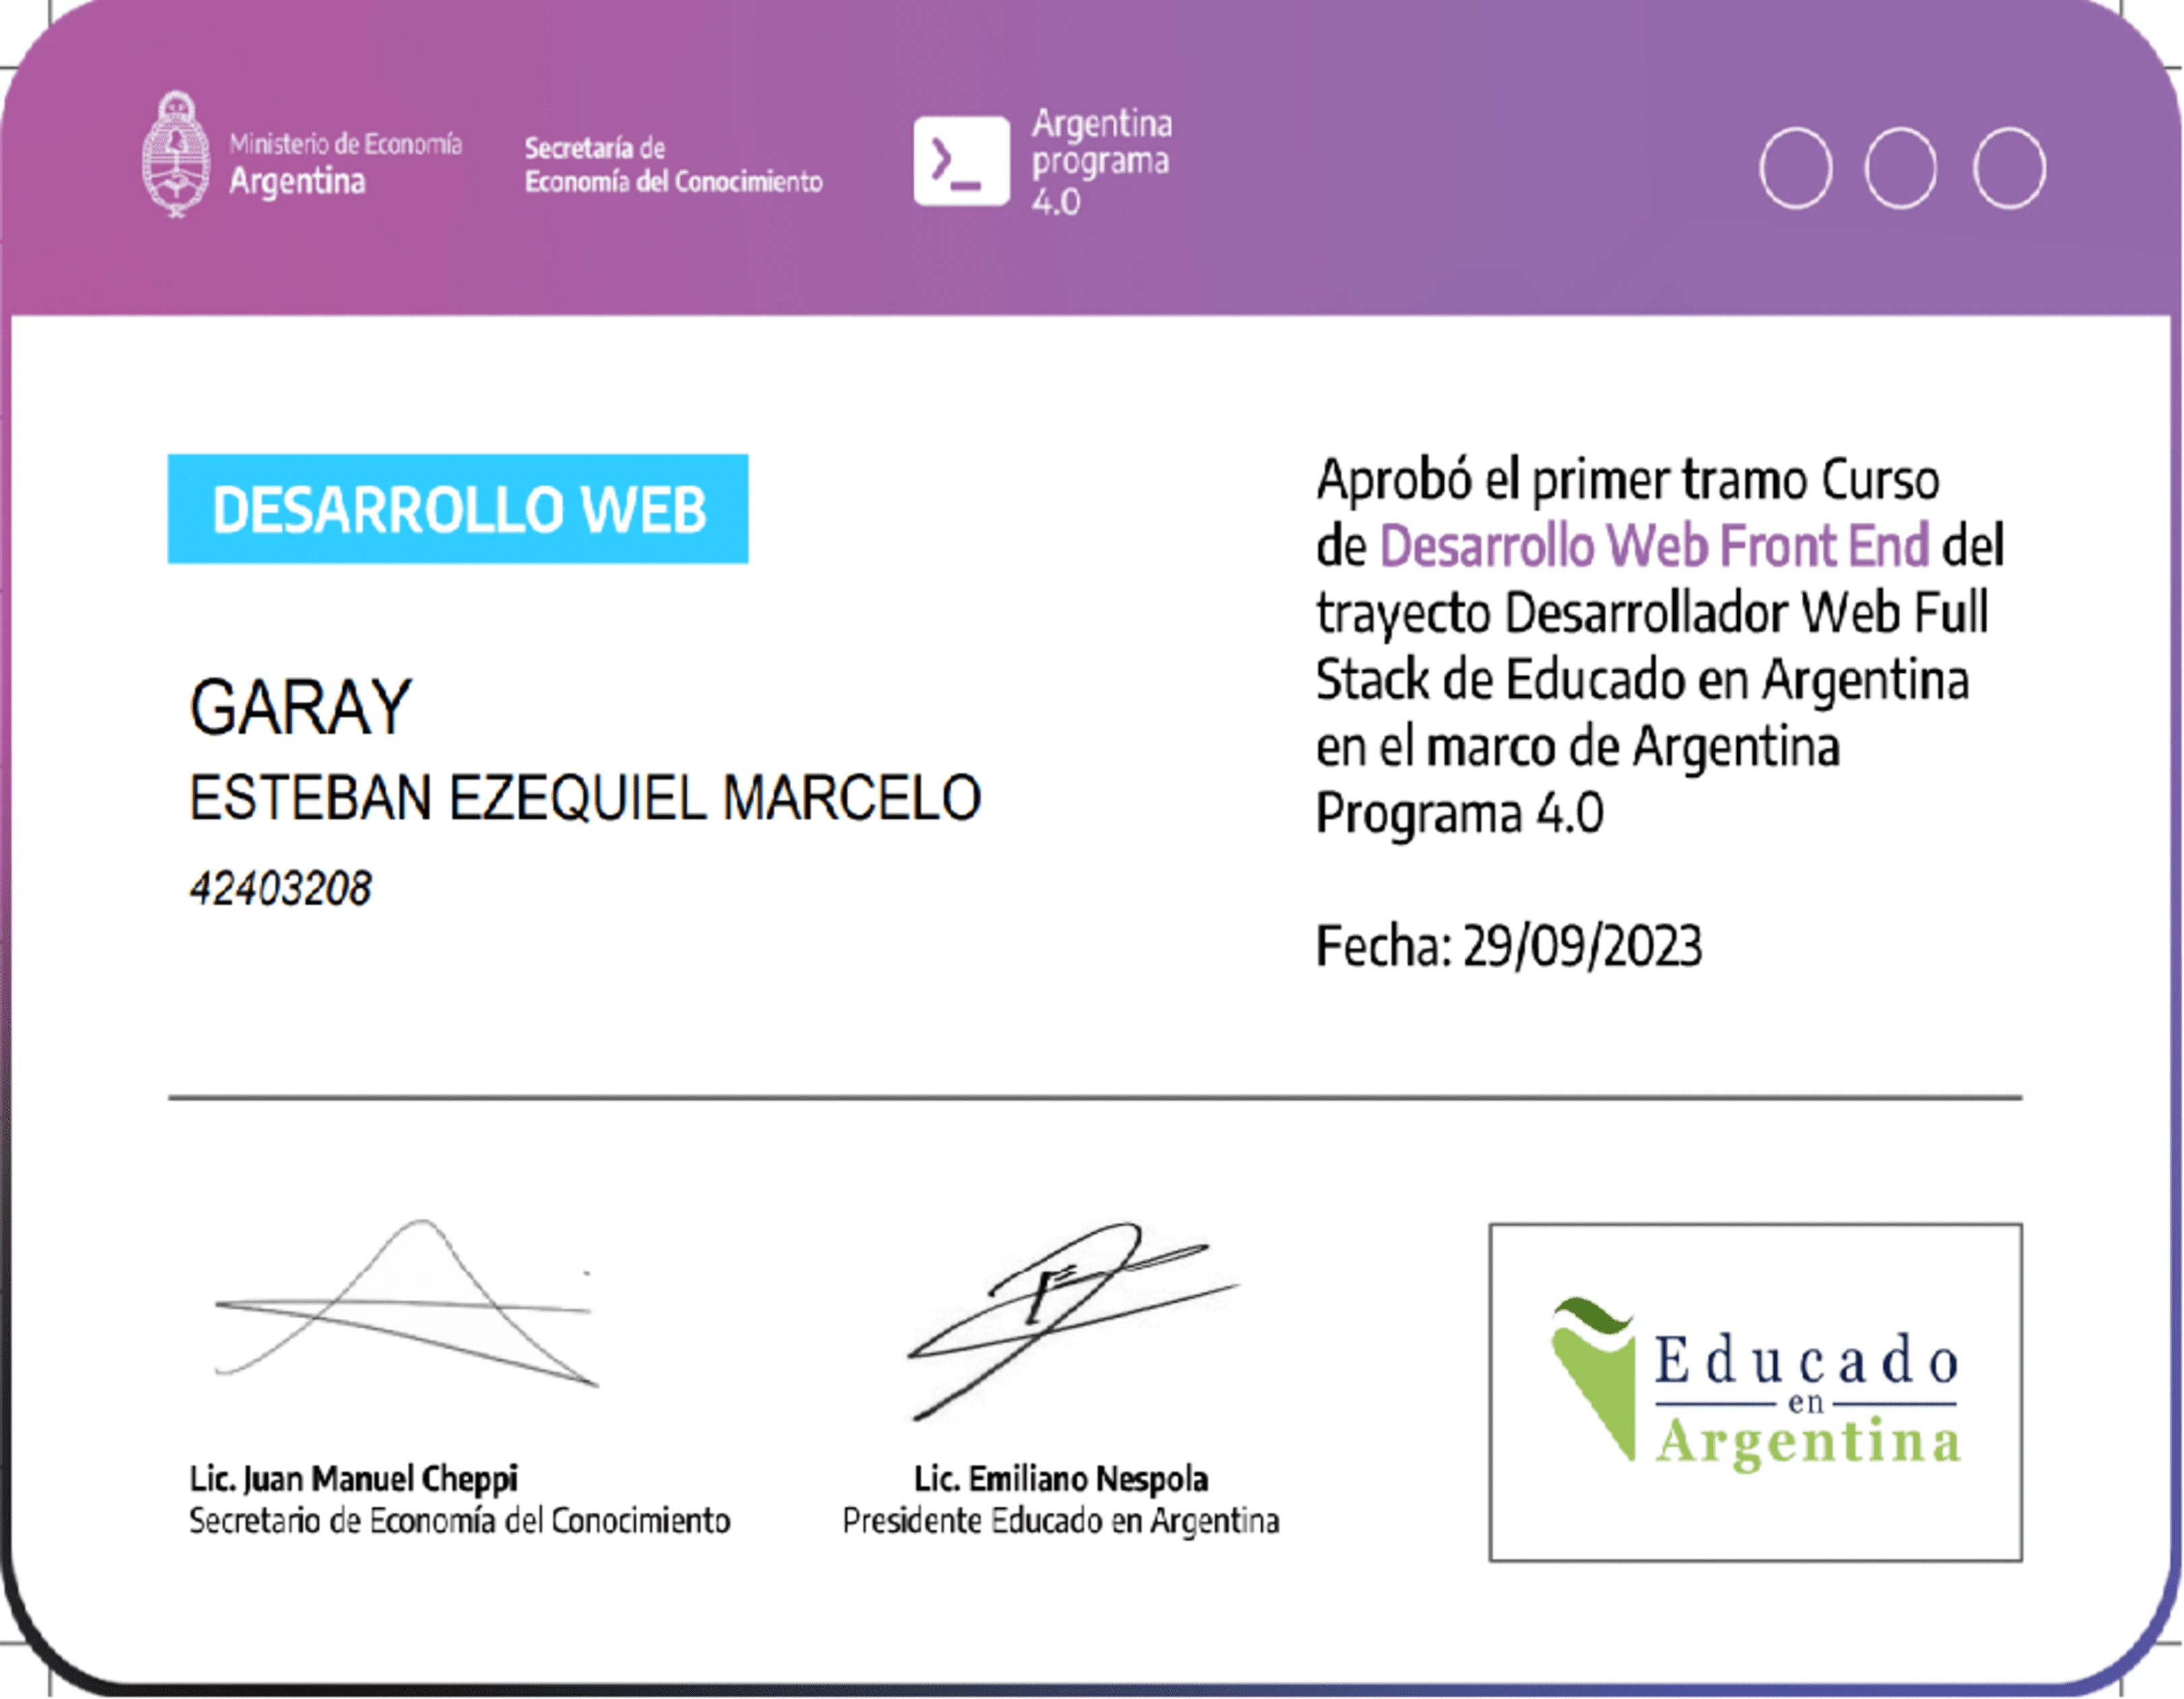 Ministerio de Economía
Argentina
Secretaría de
Economía del Conocimiento
Argentina
programa
4.0
DESARROLLO WEB
GARAY
ESTEBAN EZEQUIEL MARCELO
42403208
Aprobó el primer tramo Curso
de Desarrollo Web Front End del
trayecto Desarrollador Web Full
Stack de Educado en Argentina
en el marco de Argentina
Programa 4.0
Fecha: 29/09/2023
Lic. Juan Manuel Cheppi
Secretario de Economía del Conocimiento
Lic. Emiliano Nespola
Presidente Educado en Argentina
Educado
en
Argentina